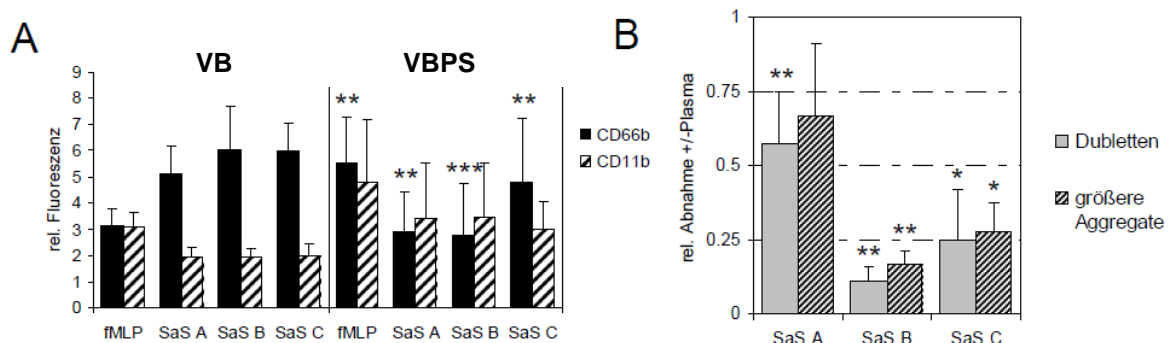 A
VB
VBPS
rel. Fluoreszenz
9
8
7
6
5
4
3
2
1
0
** ** *** **
fMLP SaS A SaS B SaS C fMLP SaS A SaS B SaS C
CD66b
CD11b
B
rel. Abnahme +/-Plasma
1
0.75
0.5
0.25
0
** ** ** * *
SaS A SaS B SaS C
Dubletten
größere
Aggregate